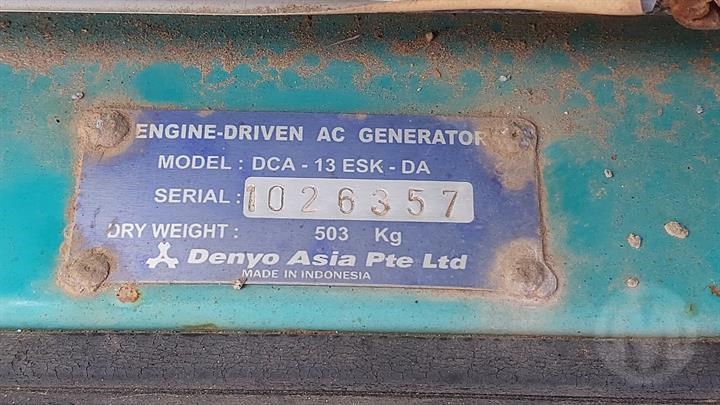 ENGINE-DRIVEN AC GENERATOR
MODEL : DCA - 13 ESK - DA
SERIAL : 1026357
DRY WEIGHT : 503 Kg
Denyo Asia Pte Ltd
MADE IN INDONESIA